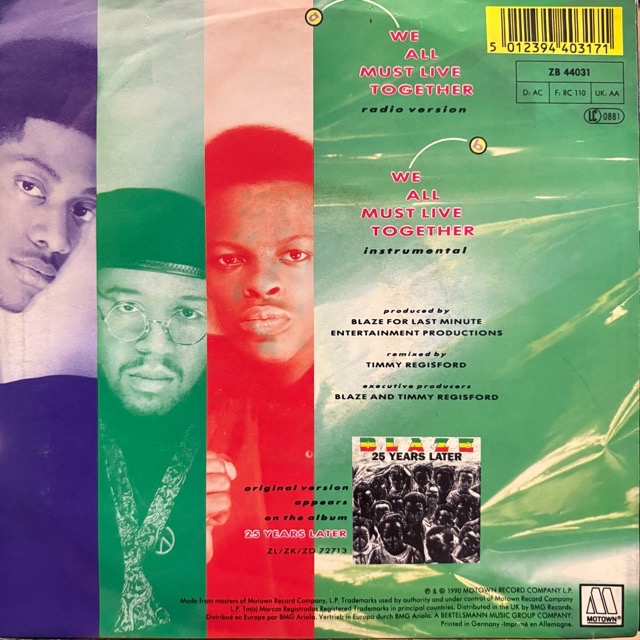 a
WE
ALL
MUST LIVE
TOGETHER
radio version
5 012394 403171
ZB 44031
D: AC F: RC 110 UK: AA
LC 0881
b
WE
ALL
MUST LIVE
TOGETHER
instrumental
produced by
BLAZE FOR LAST MINUTE
ENTERTAINMENT PRODUCTIONS
remixed by
TIMMY REGISFORD
executive producers
BLAZE AND TIMMY REGISFORD
BLAZE
25 YEARS LATER
original version
appears
on the album
25 YEARS LATER
ZL/ZK/ZD 72713
℗ & © 1990 MOTOWN RECORD COMPANY L.P.
Made from masters of Motown Record Company, L.P. Trademarks used by authority and under control of Motown Record Company
L.P. Tm(s) Marcas Registradas Registered Trademarks in principal countries. Distributed in the UK by BMG Records.
Distribué en Europe par BMG Ariola. Vertrieb in Europa durch BMG Ariola. A BERTELSMANN MUSIC GROUP COMPANY.
Printed in Germany · Imprimé en Allemagne.
M
MOTOWN®